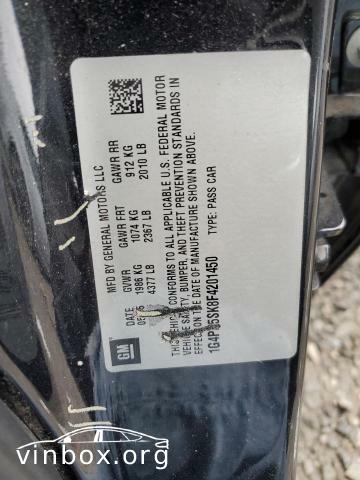 MFD BY GENERAL MOTORS LLC
DATE GVWR GAWR FRT GAWR RR
1986 KG 1074 KG 912 KG
4377 LB 2367 LB 2010 LB
THIS VEHICLE CONFORMS TO ALL APPLICABLE U.S. FEDERAL MOTOR
VEHICLE SAFETY, BUMPER, AND THEFT PREVENTION STANDARDS IN
EFFECT ON THE DATE OF MANUFACTURE SHOWN ABOVE.
TYPE: PASS CAR
GM
vinbox.org